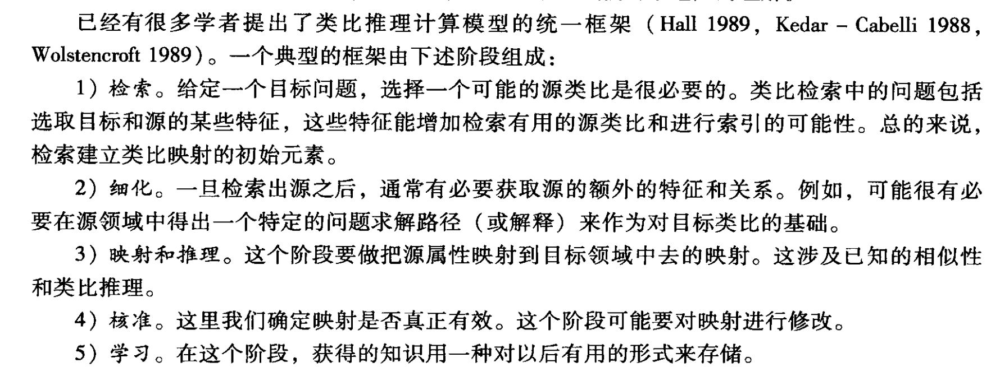 已经有很多学者提出了类比推理计算模型的统一框架（Hall 1989，Kedar－Cabelli 1988，
Wolstencroft 1989）。一个典型的框架由下述阶段组成：
1）检索。给定一个目标问题，选择一个可能的源类比是很必要的。类比检索中的问题包括
选取目标和源的某些特征，这些特征能增加检索有用的源类比和进行索引的可能性。总的来说，
检索建立类比映射的初始元素。
2）细化。一旦检索出源之后，通常有必要获取源的额外的特征和关系。例如，可能很有必
要在源领域中得出一个特定的问题求解路径（或解释）来作为对目标类比的基础。
3）映射和推理。这个阶段要做把源属性映射到目标领域中去的映射。这涉及已知的相似性
和类比推理。
4）核准。这里我们确定映射是否真正有效。这个阶段可能要对映射进行修改。
5）学习。在这个阶段，获得的知识用一种对以后有用的形式来存储。